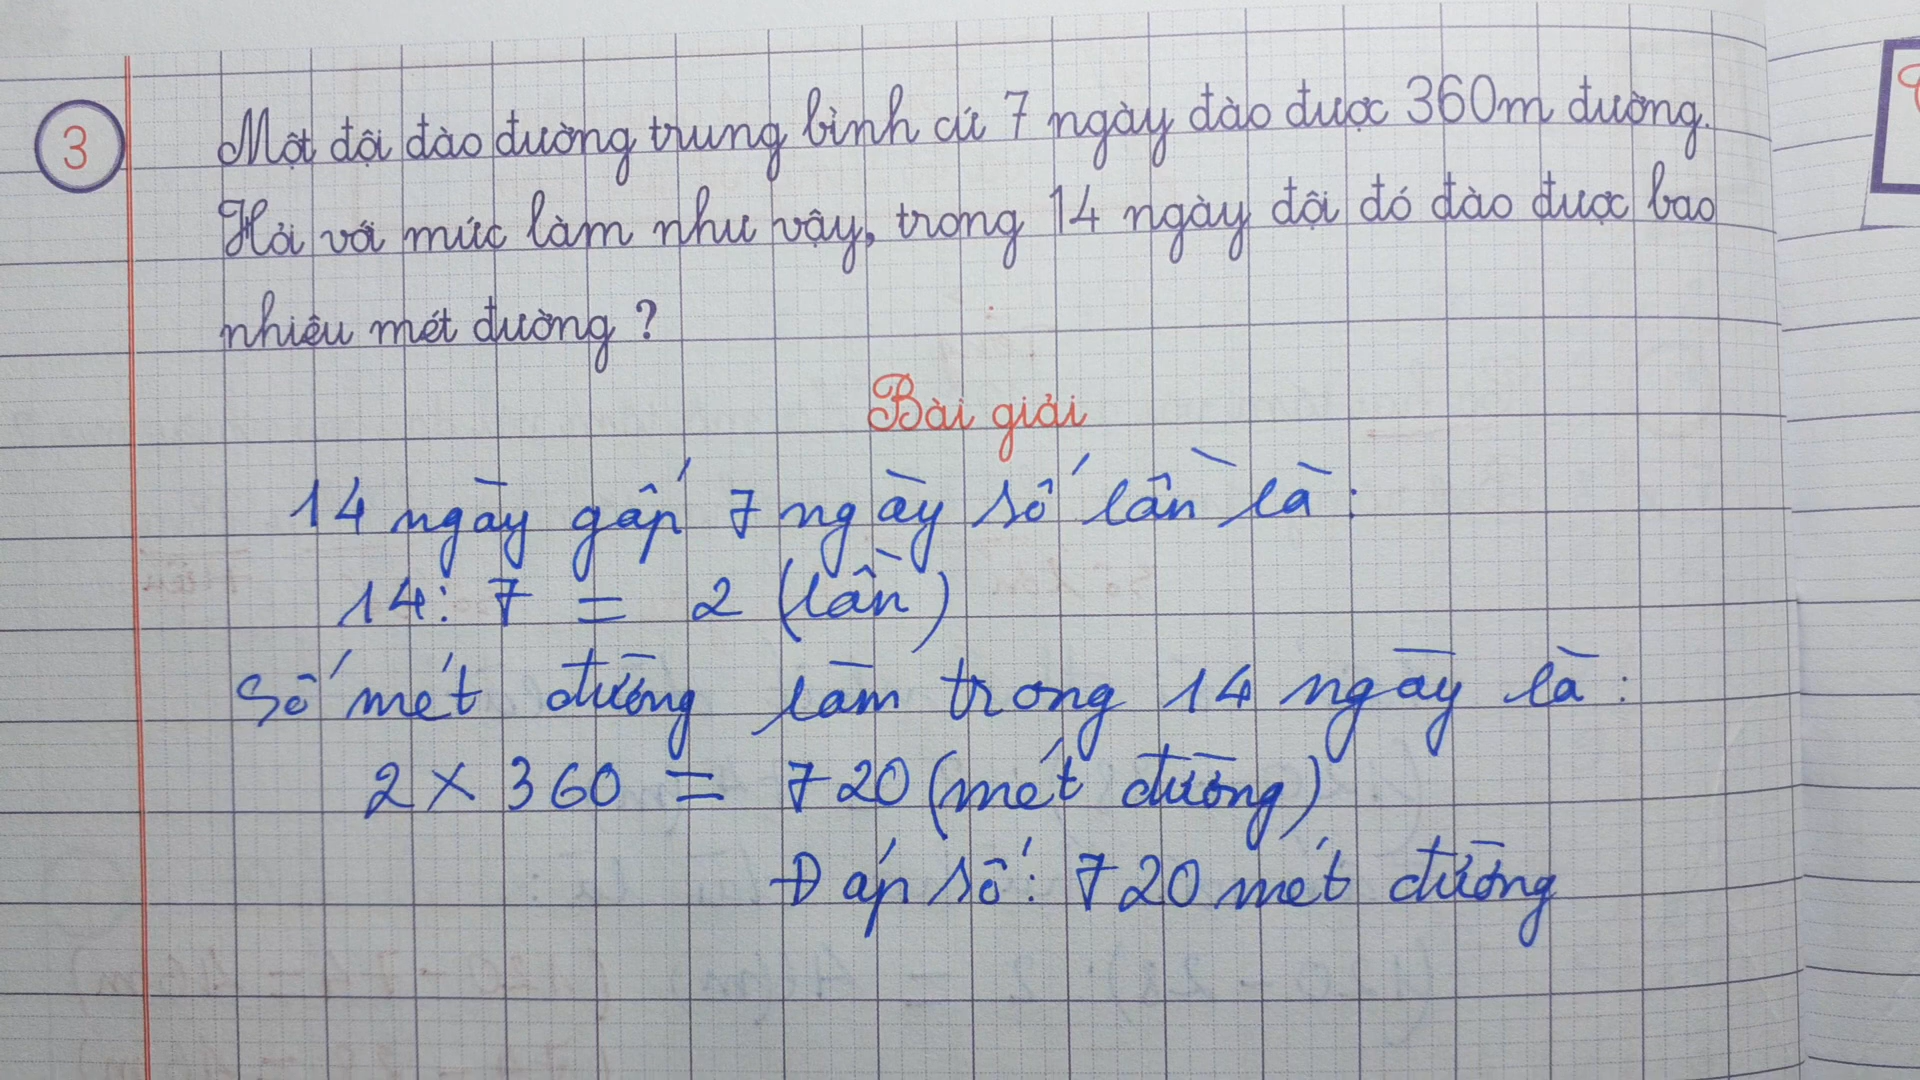 3
Một đội đào đường trung bình cứ 7 ngày đào được 360m đường.
Hỏi với mức làm như vậy, trong 14 ngày đội đó đào được bao
nhiêu mét đường ?
Bài giải
14 ngày gấp 7 ngày số lần là :
14 : 7 = 2 (lần)
Số mét đường làm trong 14 ngày là :
2 × 360 = 720 (mét đường)
Đáp số : 720 mét đường